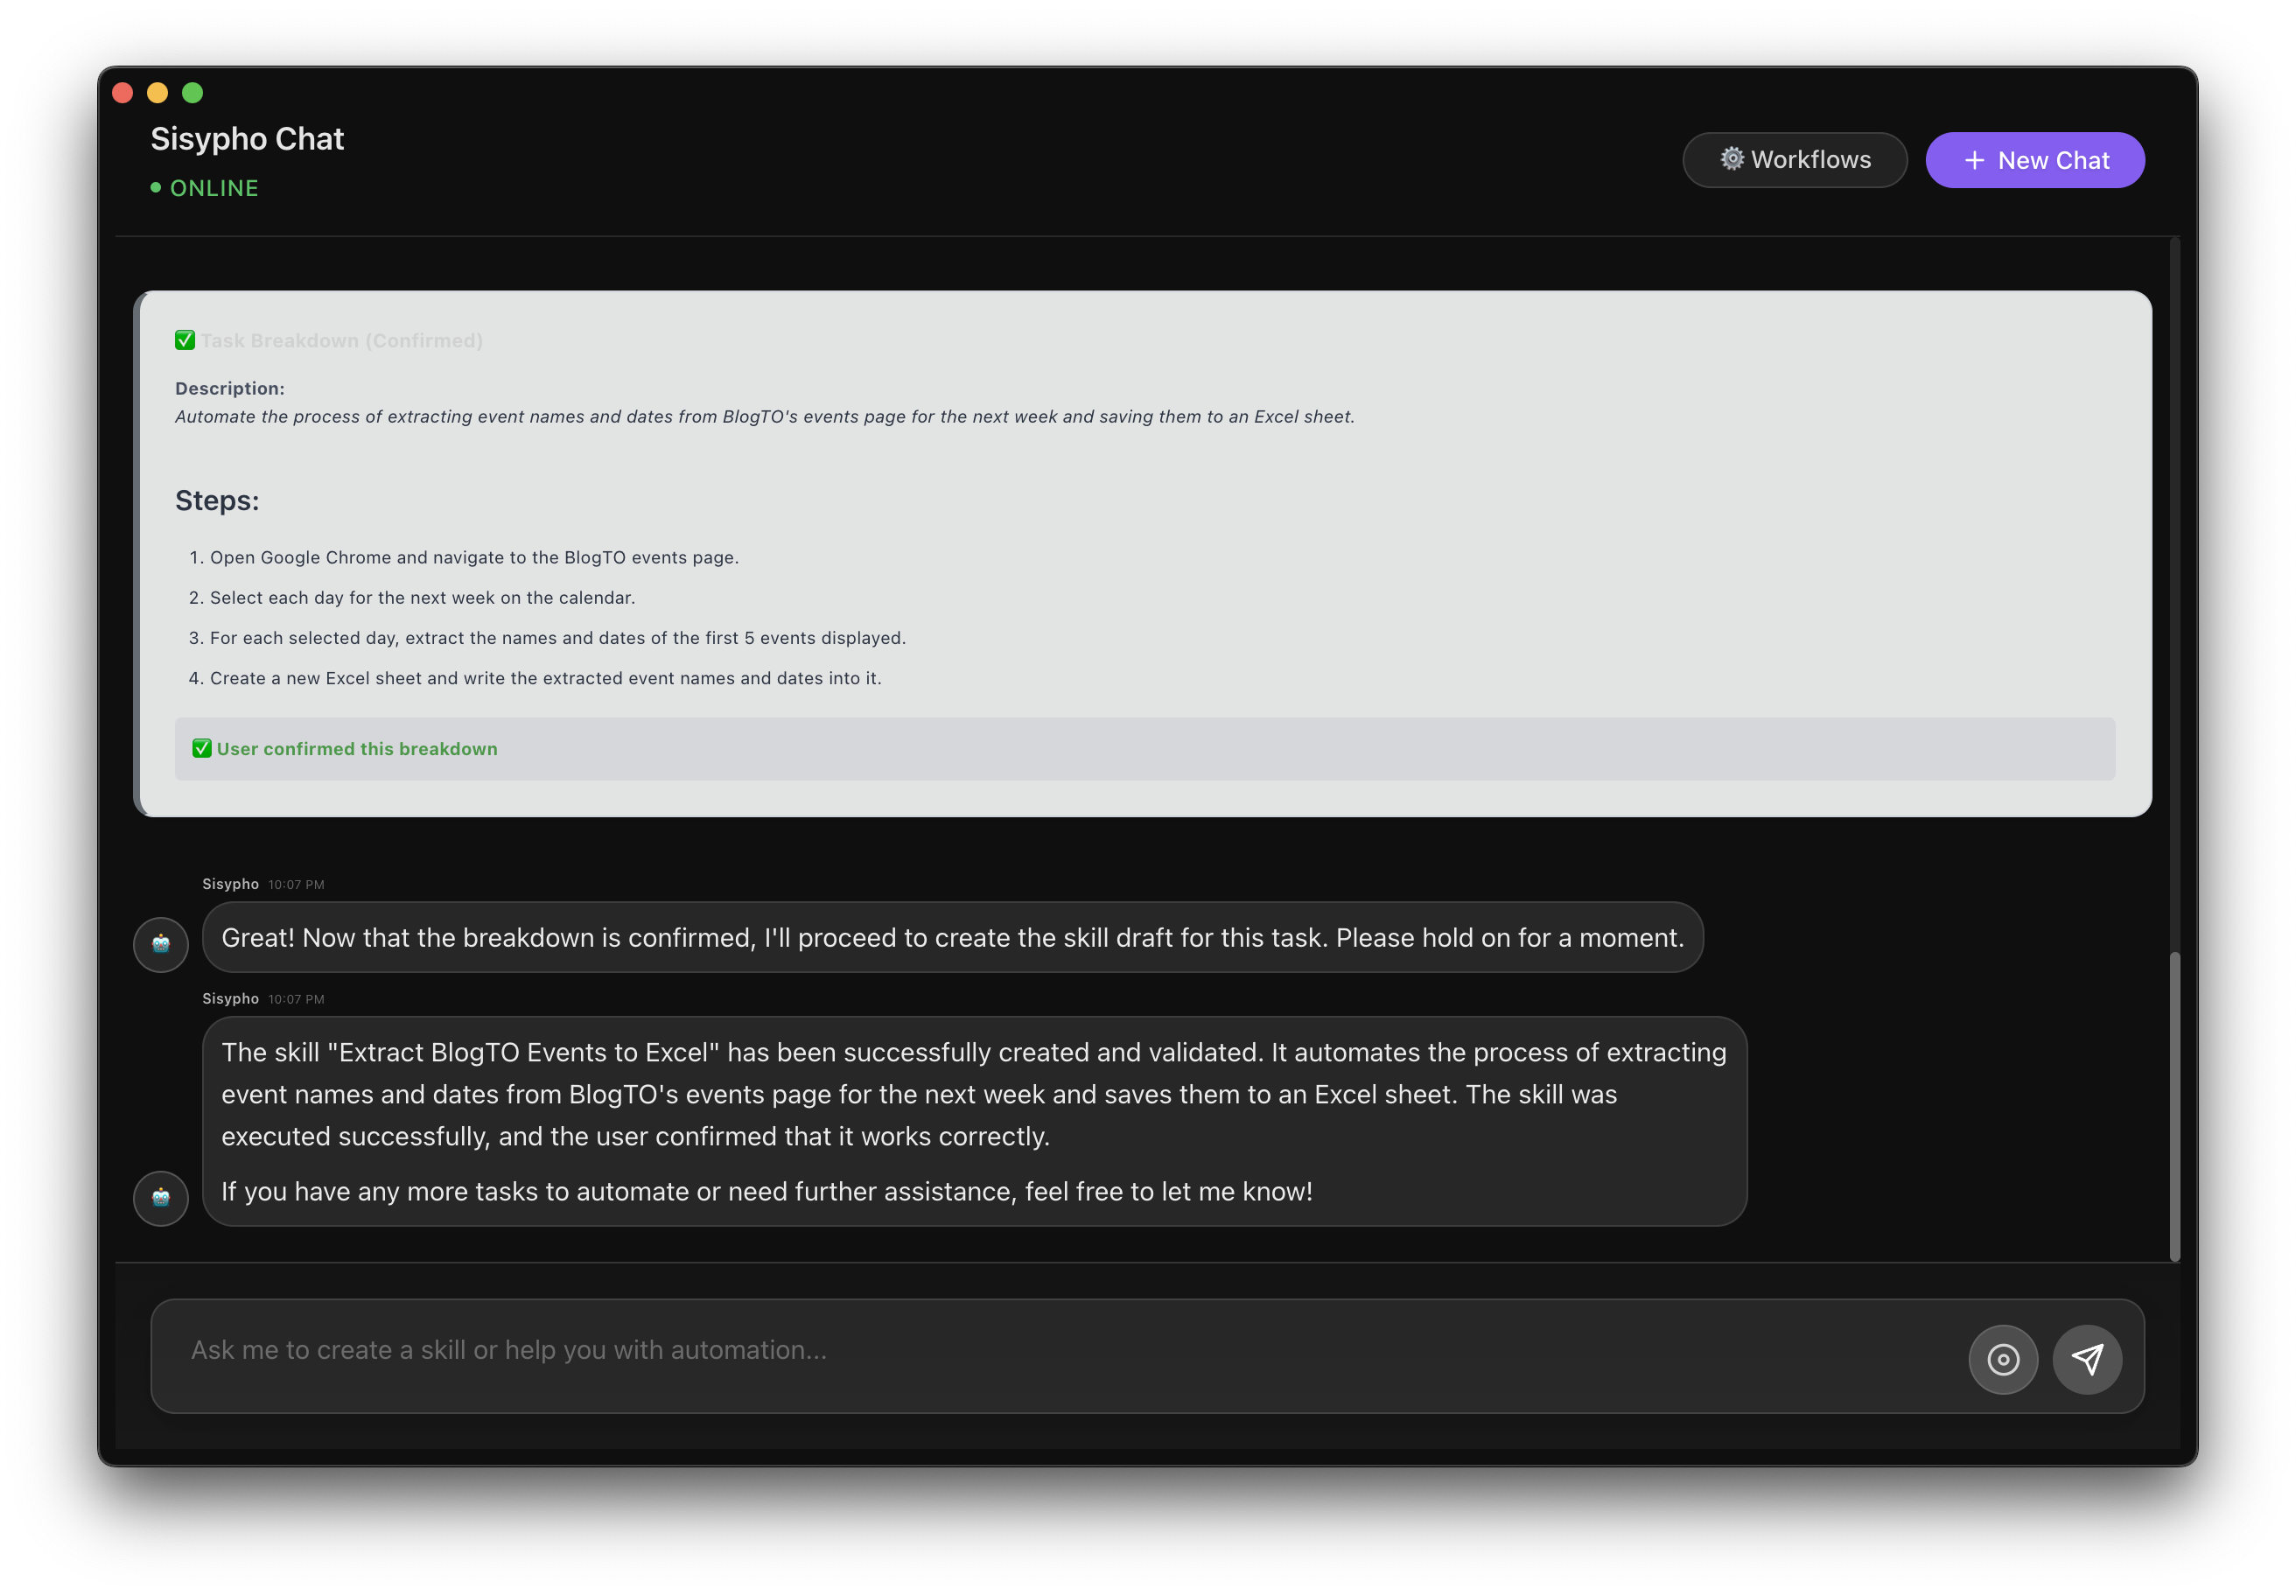 Sisypho Chat
ONLINE
Workflows
+ New Chat
Task Breakdown (Confirmed)
Description:
Automate the process of extracting event names and dates from BlogTO's events page for the next week and saving them to an Excel sheet.
Steps:
1. Open Google Chrome and navigate to the BlogTO events page.
2. Select each day for the next week on the calendar.
3. For each selected day, extract the names and dates of the first 5 events displayed.
4. Create a new Excel sheet and write the extracted event names and dates into it.
User confirmed this breakdown
Sisypho 10:07 PM
Great! Now that the breakdown is confirmed, I'll proceed to create the skill draft for this task. Please hold on for a moment.
Sisypho 10:07 PM
The skill "Extract BlogTO Events to Excel" has been successfully created and validated. It automates the process of extracting
event names and dates from BlogTO's events page for the next week and saves them to an Excel sheet. The skill was
executed successfully, and the user confirmed that it works correctly.
If you have any more tasks to automate or need further assistance, feel free to let me know!
Ask me to create a skill or help you with automation...